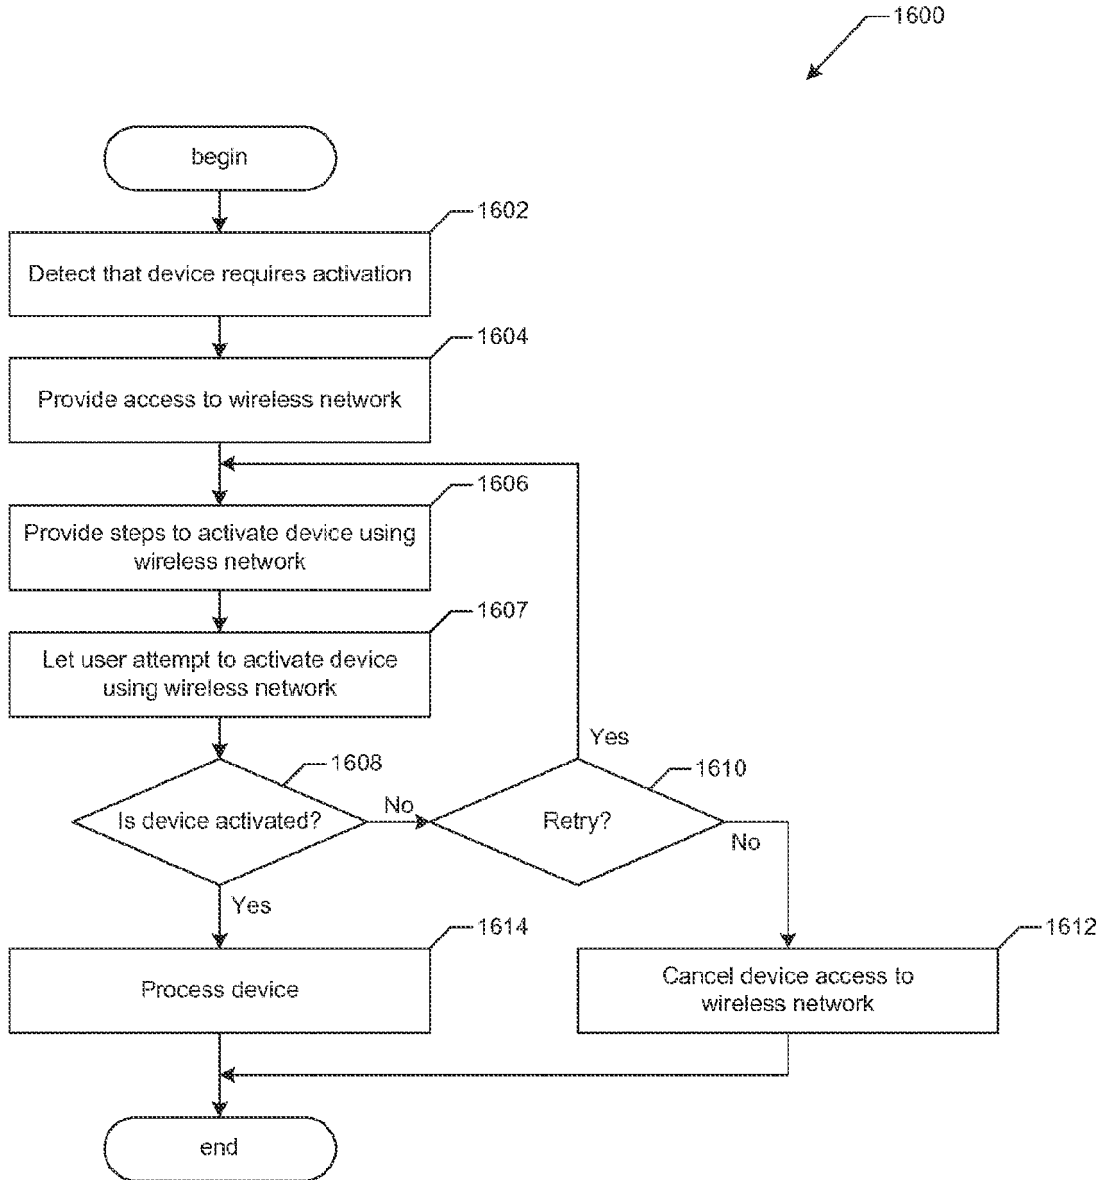 1600
begin
1602
Detect that device requires activation
1604
Provide access to wireless network
1606
Provide steps to activate device using
wireless network
1607
Let user attempt to activate device
using wireless network
Yes
1608
1610
Is device activated?
No
Retry?
No
Yes
1614
1612
Process device
Cancel device access to
wireless network
end